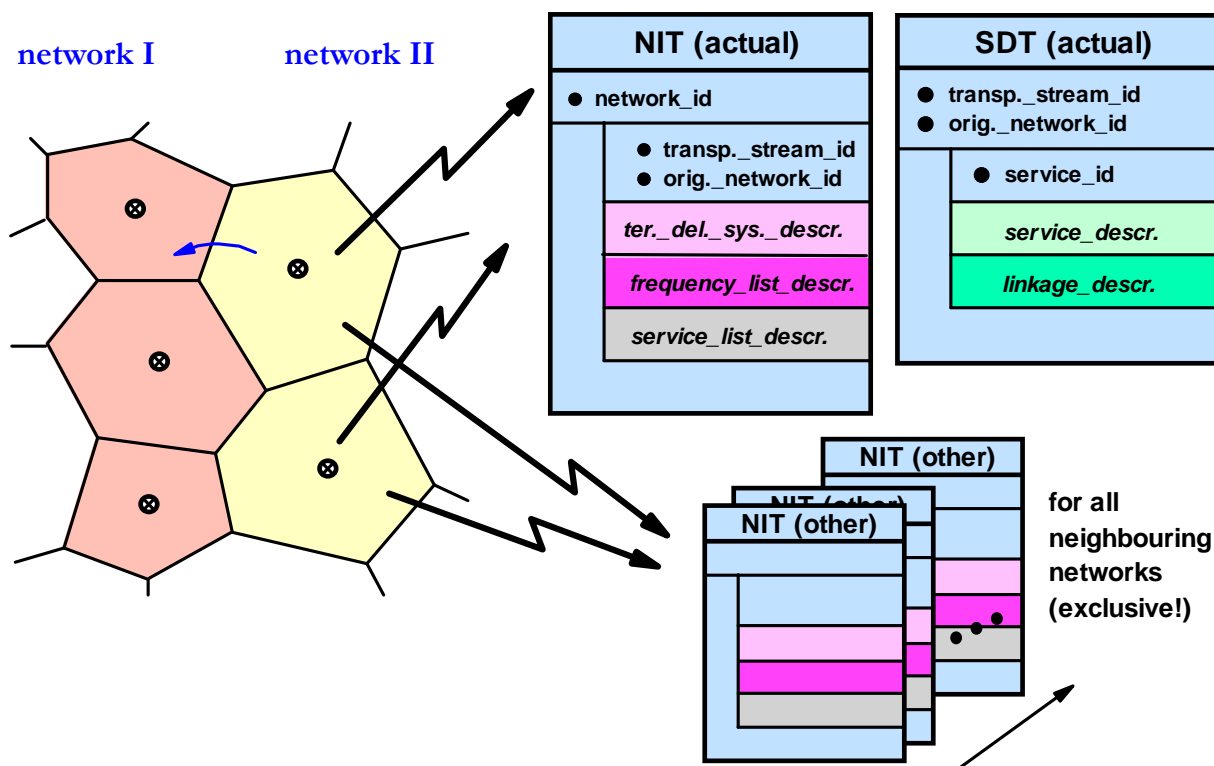 network I
network II
NIT (actual)
network_id
transp._stream_id
orig._network_id
ter._del._sys._descr.
frequency_list_descr.
service_list_descr.
SDT (actual)
transp._stream_id
orig._network_id
service_id
service_descr.
linkage_descr.
NIT (other)
NIT (other)
NIT (other)
for all
neighbouring
networks
(exclusive!)